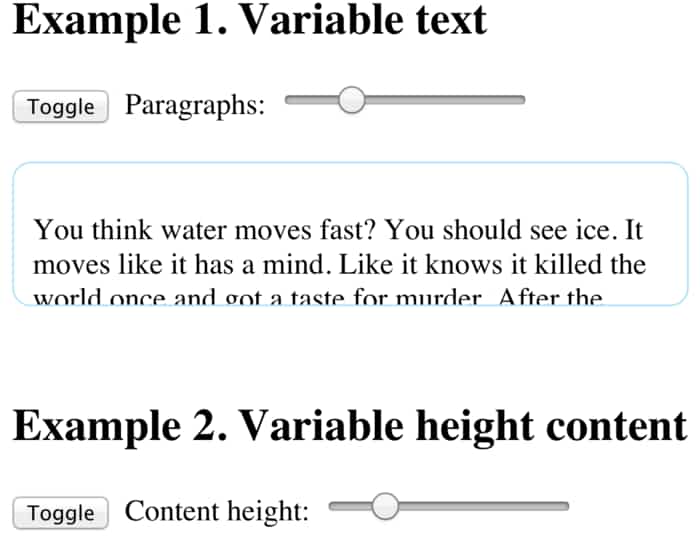 Example 1. Variable text
Toggle Paragraphs:
You think water moves fast? You should see ice. It
moves like it has a mind. Like it knows it killed the
world once and got a taste for murder. After the
Example 2. Variable height content
Toggle Content height: